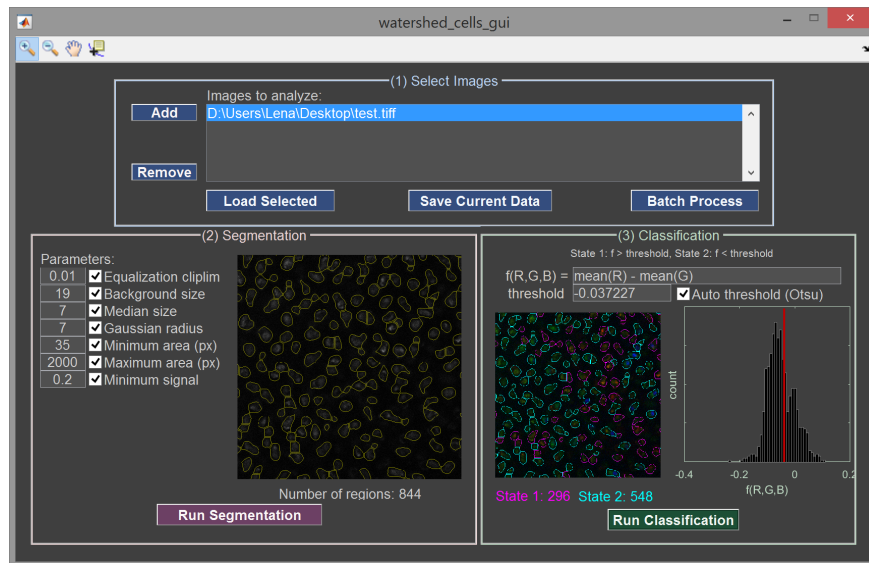 watershed_cells_gui
(1) Select Images
Images to analyze:
Add
D:\Users\Lena\Desktop\test.tiff
Remove
Load Selected
Save Current Data
Batch Process
(2) Segmentation
Parameters:
0.01 Equalization cliplim
19 Background size
7 Median size
7 Gaussian radius
35 Minimum area (px)
2000 Maximum area (px)
0.2 Minimum signal
Number of regions: 844
Run Segmentation
(3) Classification
State 1: f > threshold, State 2: f < threshold
f(R,G,B) = mean(R) - mean(G)
threshold -0.037227 Auto threshold (Otsu)
count
-0.4 -0.2 0 0.2
f(R,G,B)
State 1: 296 State 2: 548
Run Classification